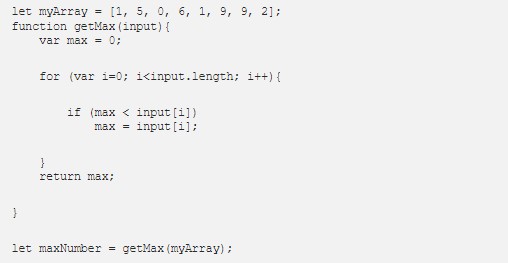 let myArray = [1, 5, 0, 6, 1, 9, 9, 2];
function getMax(input){
var max = 0;
for (var i=0; i<input.length; i++){
if (max < input[i])
max = input[i];
}
return max;
}
let maxNumber = getMax(myArray);